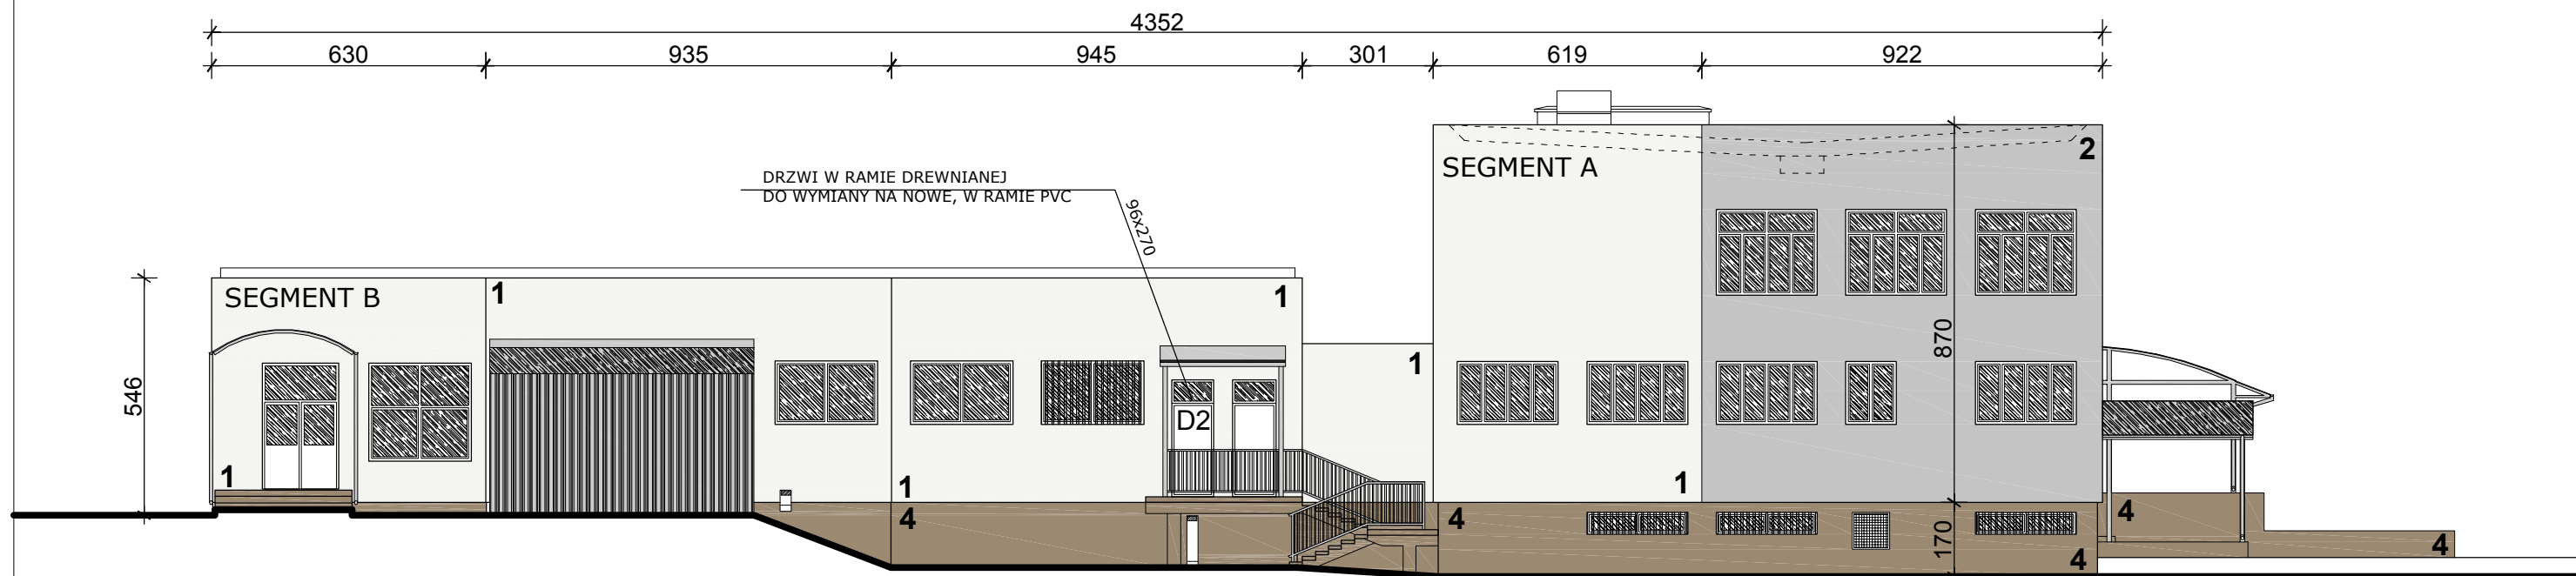 4352
630 935 945 301 619 922
2
DRZWI W RAMIE DREWNIANEJ
DO WYMIANY NA NOWE, W RAMIE PVC
96x270
SEGMENT A
SEGMENT B
1
1
870
1
546
D2
1
1
1
4
4
4
170
4
4